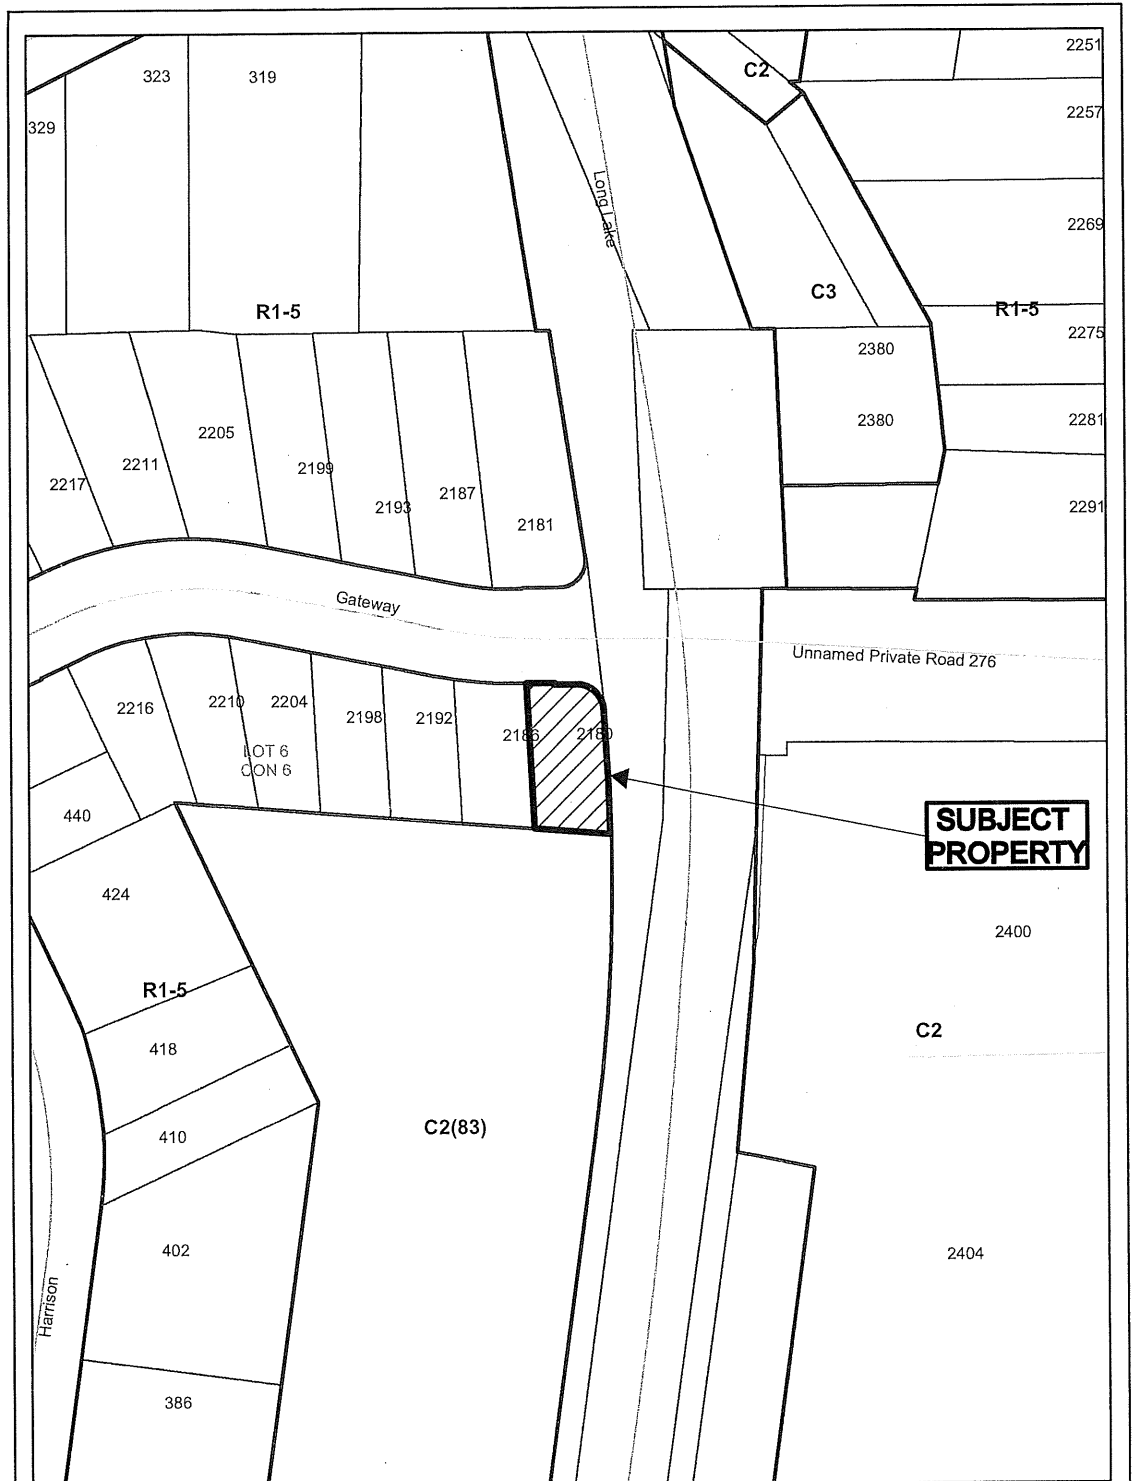 2251
C2
323
319
2257
329
Long Lake
2269
C3
R1-5
R1-5
2275
2380
2380
2281
2205
2211
2199
2217
2187
2193
2291
2181
Gateway
Unnamed Private Road 276
2216
2210
2204
2198
2192
2186
2180
LOT 6
CON 6
440
SUBJECT
PROPERTY
424
2400
R1-5
C2
418
C2(83)
410
402
2404
Harrison
386